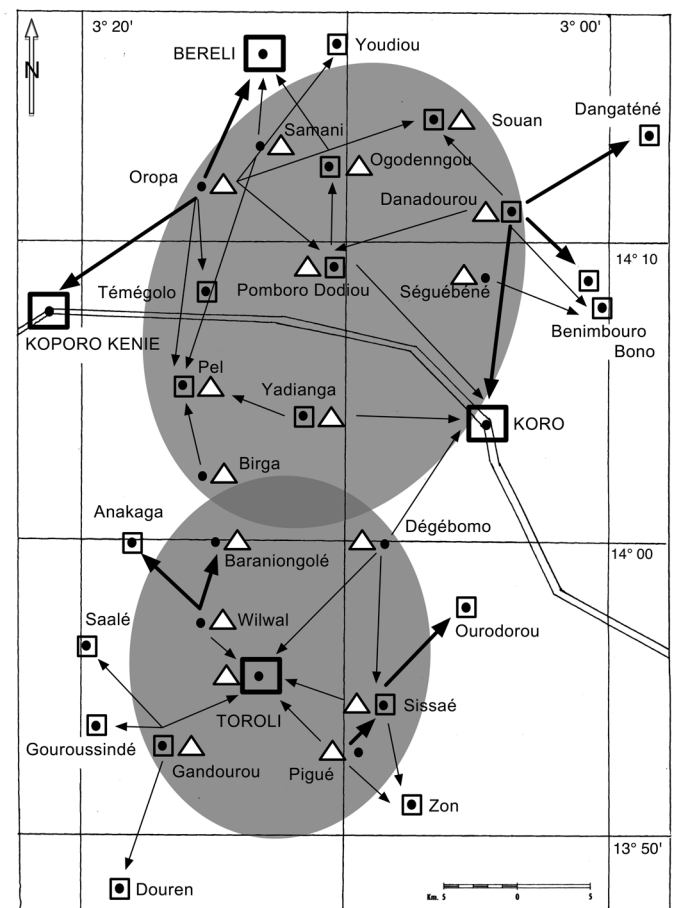 3° 20'
3° 00'
BERELI
Youdiou
N
Dangaténé
Samani
Souan
Ogodenngou
Oropa
Danadourou
14° 10
Témégolo
Pomboro Dodiou
Séguébéné
Benimbouro
Bono
KOPORO KENIE
Pel
Yadianga
KORO
Birga
Anakaga
Dégébomo
Baraniongolé
14° 00
Saalé
Wilwal
Ourodorou
TOROLI
Sissaé
Gouroussindé
Gandourou
Pigué
Zon
13° 50'
Douren
Km. 5 0 5